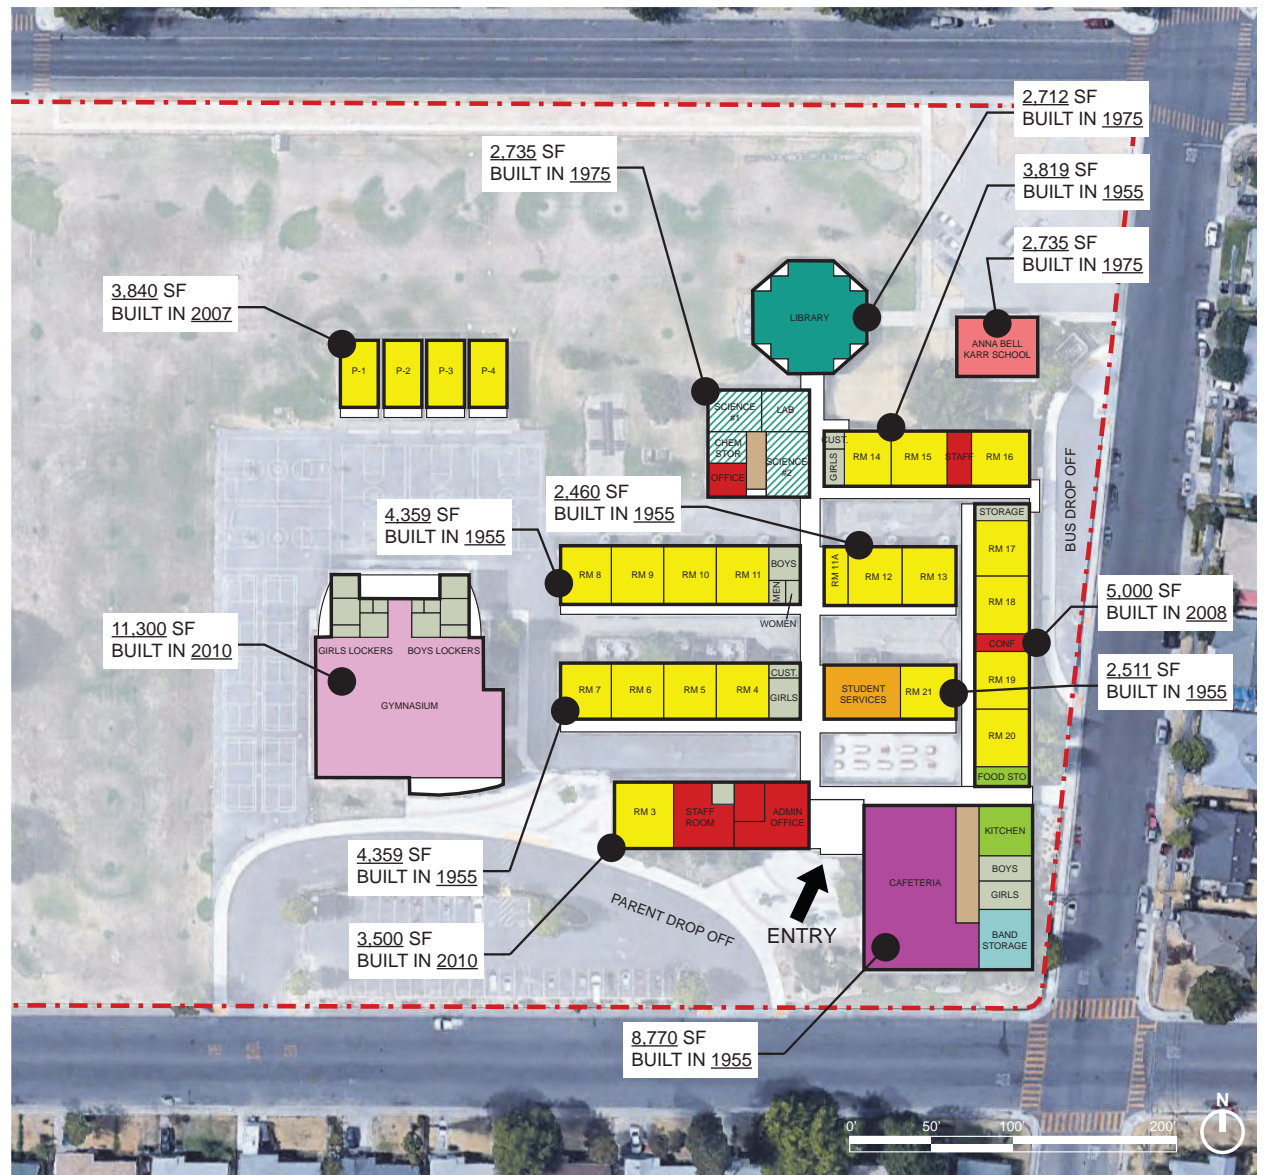 2,712 SF
BUILT IN 1975
2,735 SF
BUILT IN 1975
3,819 SF
BUILT IN 1955
2,735 SF
BUILT IN 1975
3,840 SF
BUILT IN 2007
LIBRARY
ANNA BELL
KARR SCHOOL
P-1
P-2
P-3
P-4
SCIENCE
#1
LAB
CHEM
STOR
SCIENCE
#2
OFFICE
CUST.
GIRLS
RM 14
RM 15
STAFF
RM 16
2,460 SF
BUILT IN 1955
4,359 SF
BUILT IN 1955
BUS DROP OFF
STORAGE
RM 17
RM 18
CONF
RM 19
RM 20
FOOD STO
RM 8
RM 9
RM 10
RM 11
BOYS
MEN
WOMEN
RM 11A
RM 12
RM 13
5,000 SF
BUILT IN 2008
11,300 SF
BUILT IN 2010
GIRLS LOCKERS
BOYS LOCKERS
GYMNASIUM
2,511 SF
BUILT IN 1955
RM 7
RM 6
RM 5
RM 4
CUST.
GIRLS
STUDENT
SERVICES
RM 21
RM 3
STAFF
ROOM
ADMIN
OFFICE
4,359 SF
BUILT IN 1955
3,500 SF
BUILT IN 2010
PARENT DROP OFF
ENTRY
CAFETERIA
KITCHEN
BOYS
GIRLS
BAND
STORAGE
8,770 SF
BUILT IN 1955
N
0' 50' 100' 200'